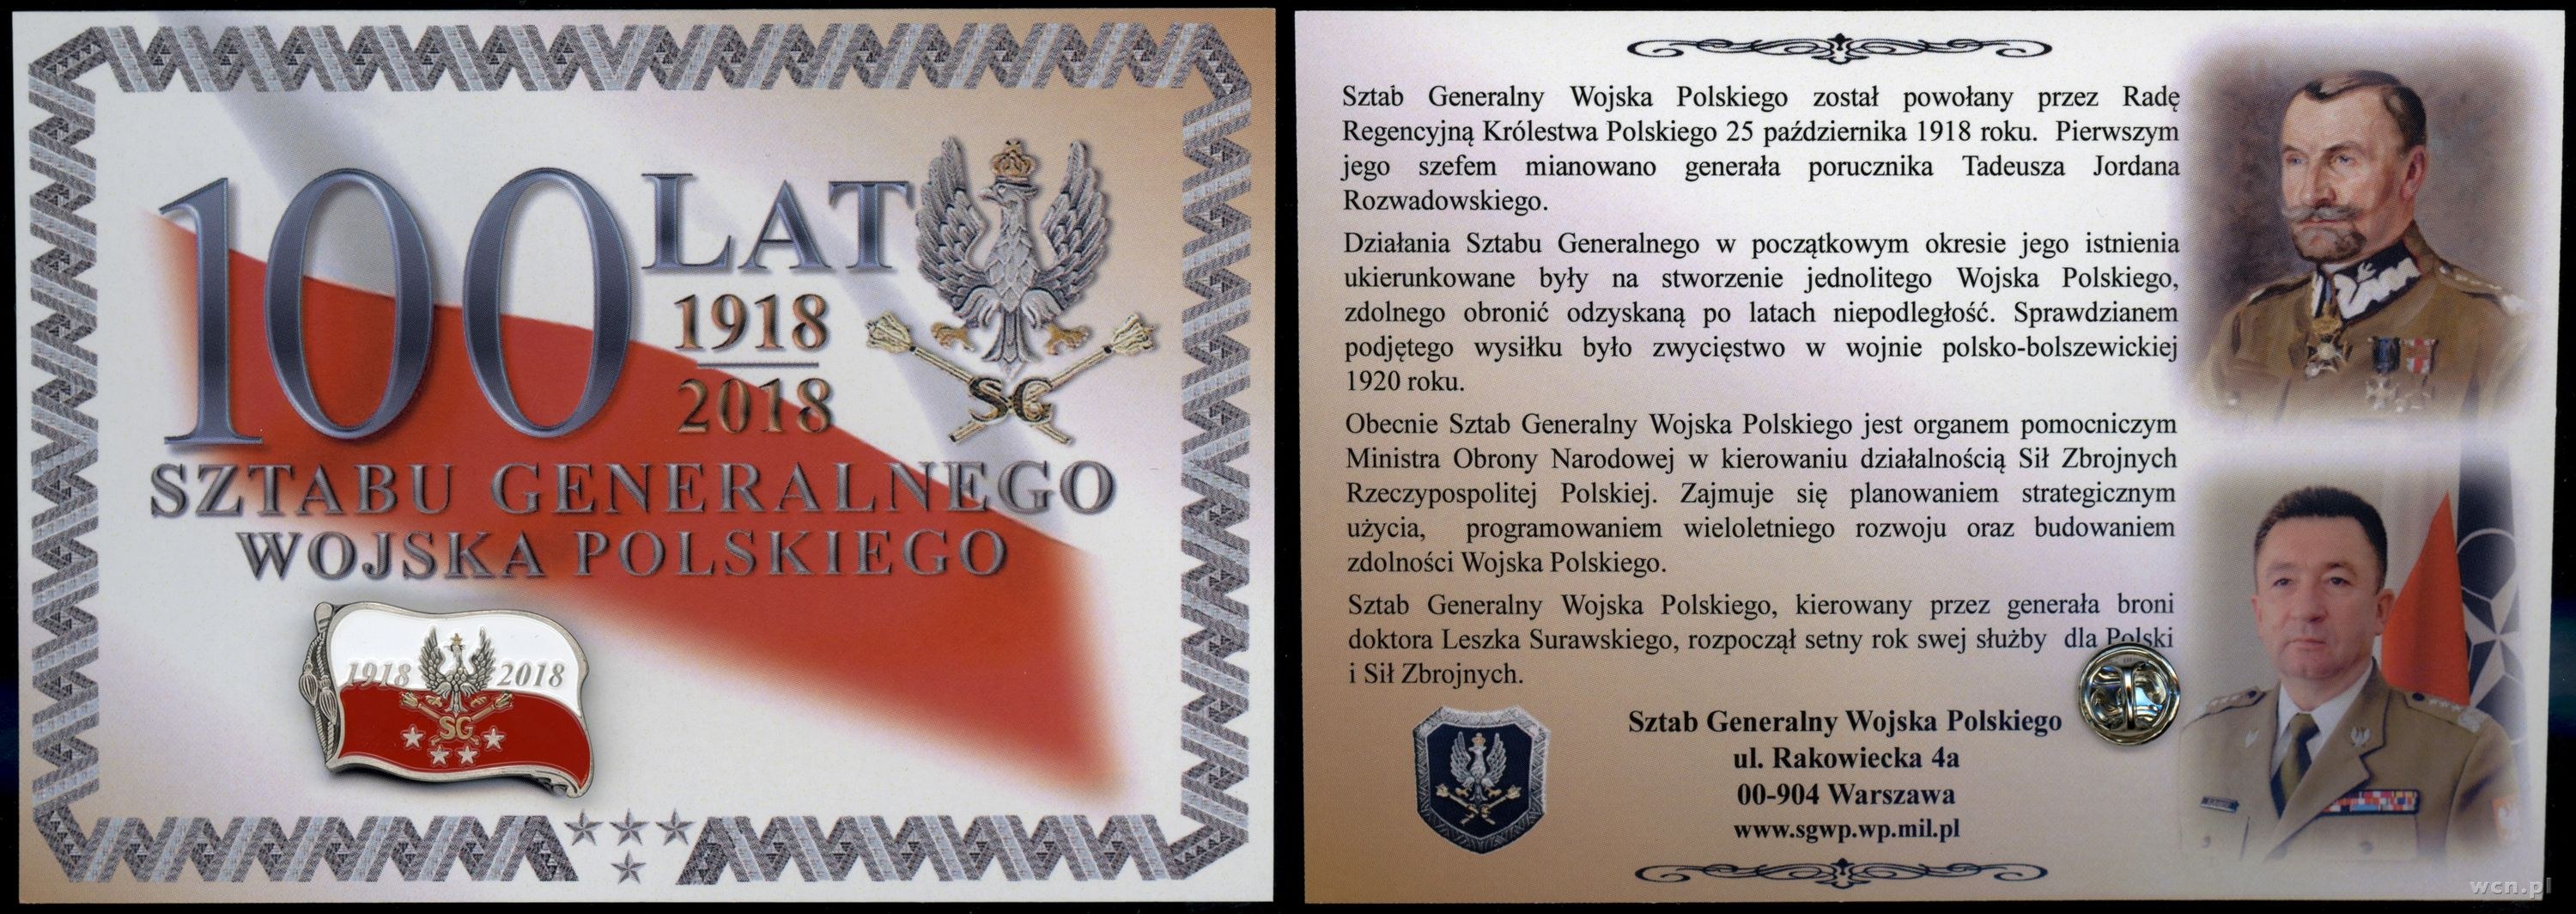 100 LAT
1918
2018
SZTABU GENERALNEGO
WOJSKA POLSKIEGO
SG
1918 2018
SG
Sztab Generalny Wojska Polskiego został powołany przez Radę
Regencyjną Królestwa Polskiego 25 października 1918 roku. Pierwszym
jego szefem mianowano generała porucznika Tadeusza Jordana
Rozwadowskiego.
Działania Sztabu Generalnego w początkowym okresie jego istnienia
ukierunkowane były na stworzenie jednolitego Wojska Polskiego,
zdolnego obronić odzyskaną po latach niepodległość. Sprawdzianem
podjętego wysiłku było zwycięstwo w wojnie polsko-bolszewickiej
1920 roku.
Obecnie Sztab Generalny Wojska Polskiego jest organem pomocniczym
Ministra Obrony Narodowej w kierowaniu działalnością Sił Zbrojnych
Rzeczypospolitej Polskiej. Zajmuje się planowaniem strategicznym
użycia, programowaniem wieloletniego rozwoju oraz budowaniem
zdolności Wojska Polskiego.
Sztab Generalny Wojska Polskiego, kierowany przez generała broni
doktora Leszka Surawskiego, rozpoczął setny rok swej służby dla Polski
i Sił Zbrojnych.
Sztab Generalny Wojska Polskiego
ul. Rakowiecka 4a
00-904 Warszawa
www.sgwp.wp.mil.pl
wcn.pl